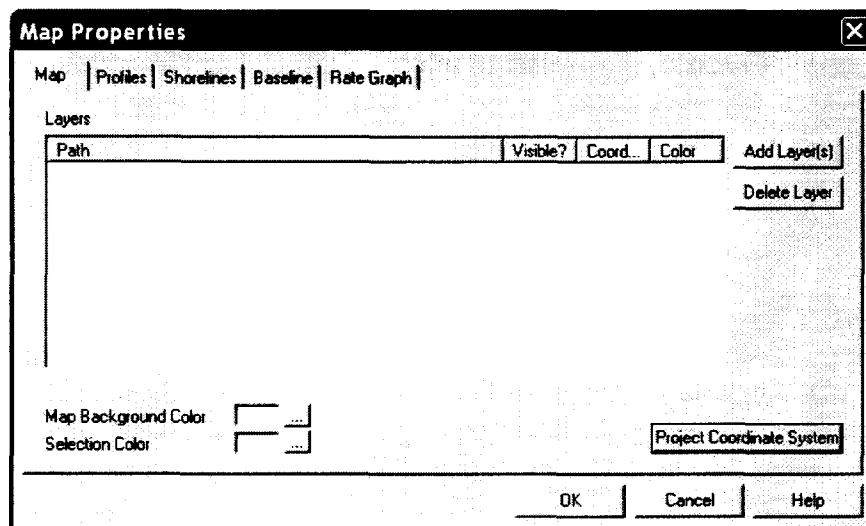 Map Properties
Map Profiles Shorelines Baseline Rate Graph
Layers
Path Visible? Coord... Color
Add Layer(s)
Delete Layer
Map Background Color ...
Selection Color ...
Project Coordinate System
OK Cancel Help